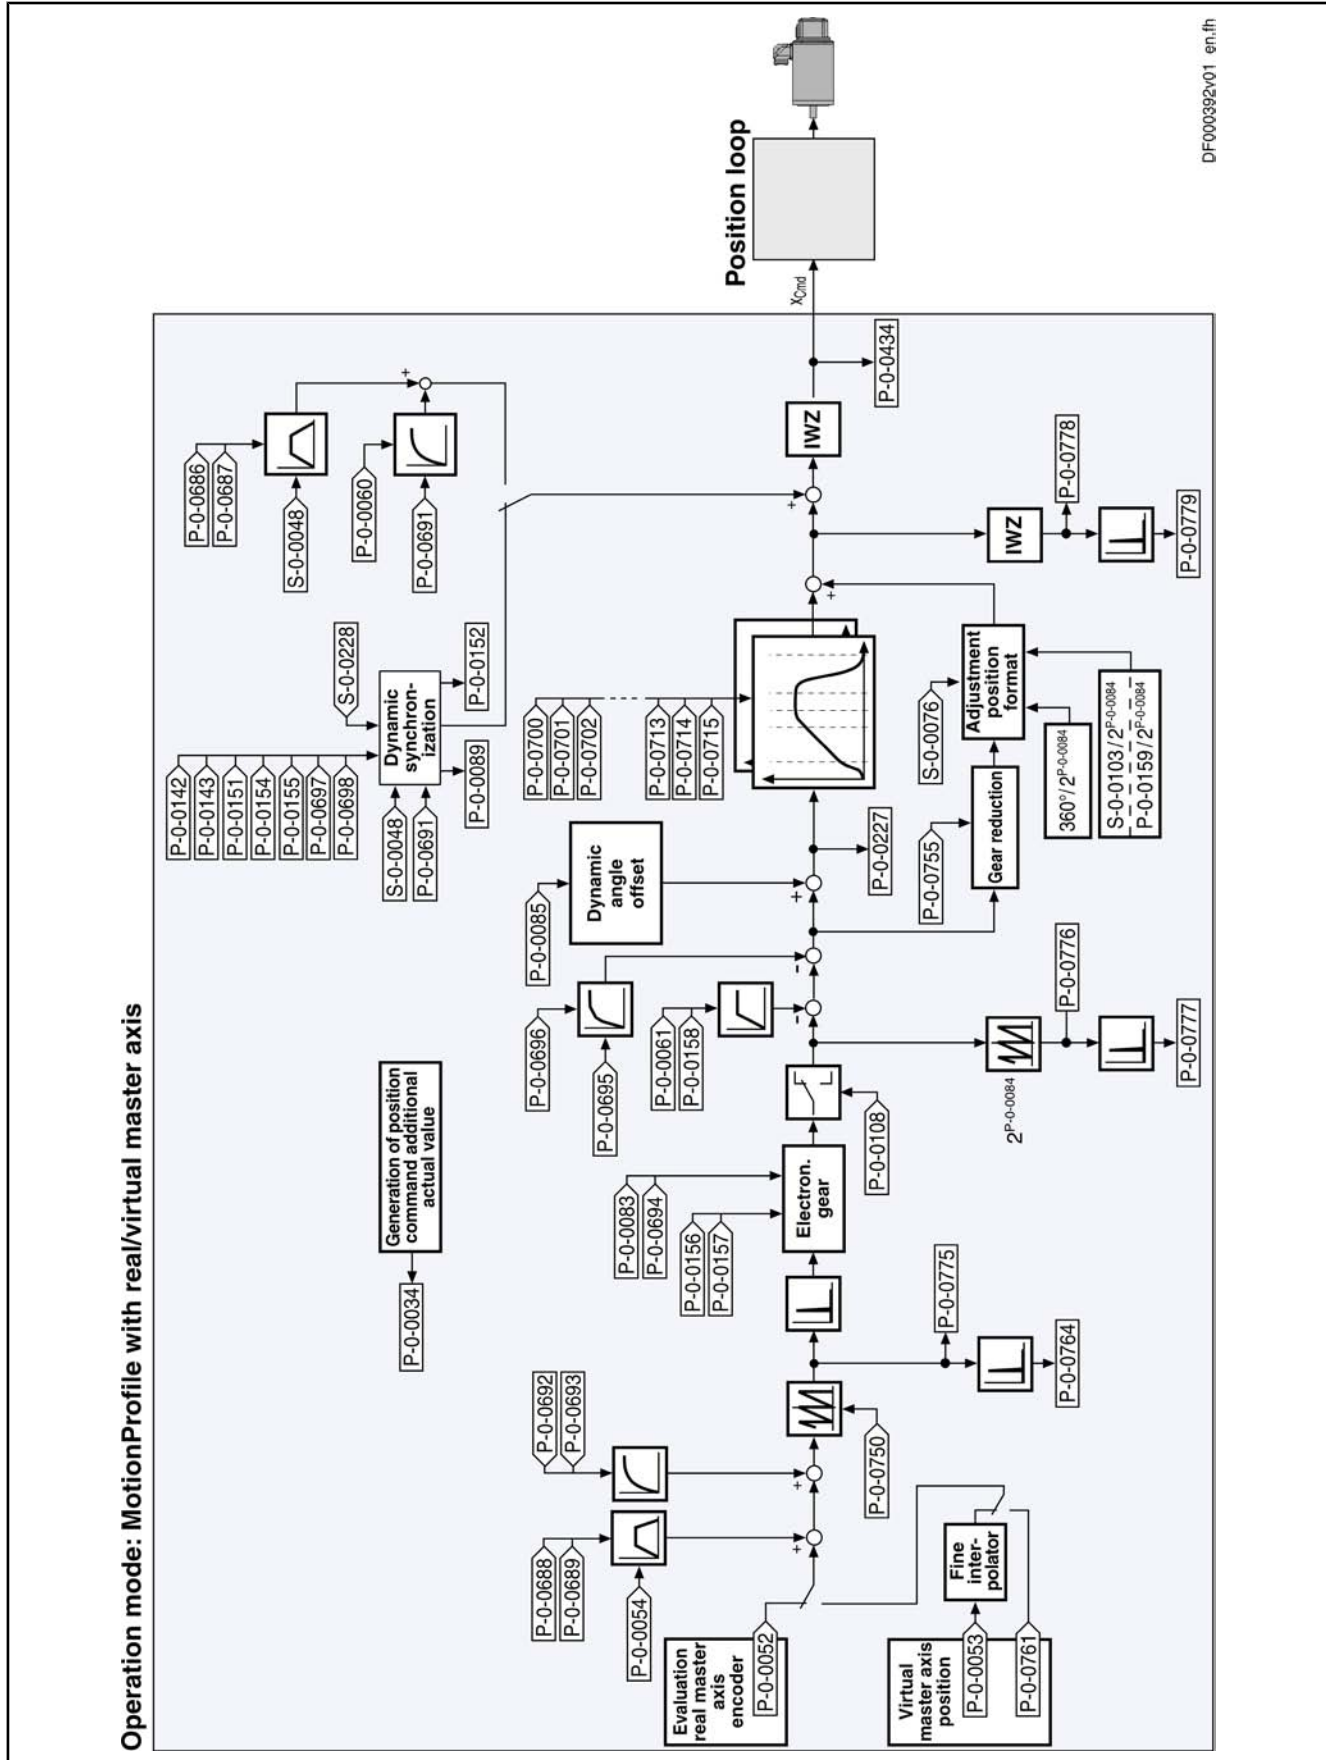 Operation mode: MotionProfile with real/virtual master axis
P-0-0686
P-0-0687
S-0-0048
P-0-0060
P-0-0691
P-0-0142
P-0-0143
P-0-0151
P-0-0154
P-0-0155
P-0-0697
P-0-0698
S-0-0228
S-0-0048
P-0-0691
Dynamic
synchron-
ization
P-0-0152
P-0-0089
Generation of position
command additional
actual value
P-0-0034
P-0-0688
P-0-0689
P-0-0054
P-0-0692
P-0-0693
P-0-0083
P-0-0694
P-0-0156
P-0-0157
P-0-0696
P-0-0695
P-0-0061
P-0-0158
P-0-0085
Dynamic
angle
offset
P-0-0700
P-0-0701
P-0-0702
P-0-0713
P-0-0714
P-0-0715
Evaluation
real master
axis
encoder
P-0-0052
Virtual
master axis
position
P-0-0053
P-0-0761
Fine
inter-
polator
P-0-0750
P-0-0775
P-0-0764
Electron.
gear
P-0-0108
2P-0-0084
P-0-0776
P-0-0777
P-0-0227
P-0-0755
Gear reduction
S-0-0076
Adjustment
position
format
360°/2P-0-0084
S-0-0103/2P-0-0084
P-0-0159/2P-0-0084
IWZ
P-0-0778
P-0-0779
IWZ
P-0-0434
xCmd
Position loop
+
+
+
+
+
+
-
-
DF000392v01_en.fh